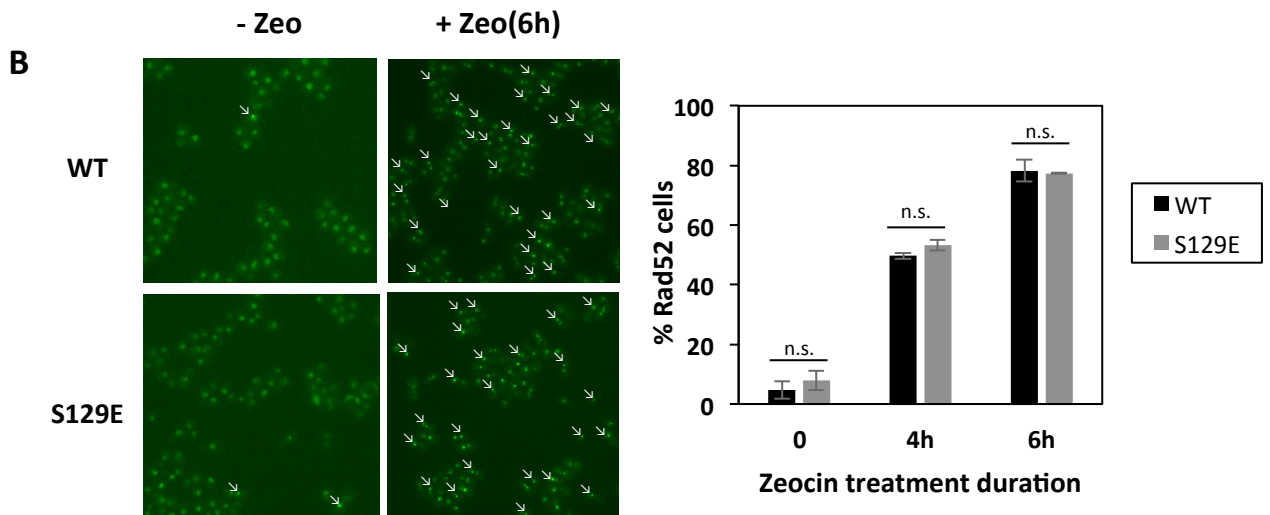 - Zeo
+ Zeo(6h)
B
WT
S129E
100
80
60
40
20
0
% Rad52 cells
n.s.
n.s.
n.s.
0
4h
6h
Zeocin treatment duration
WT
S129E